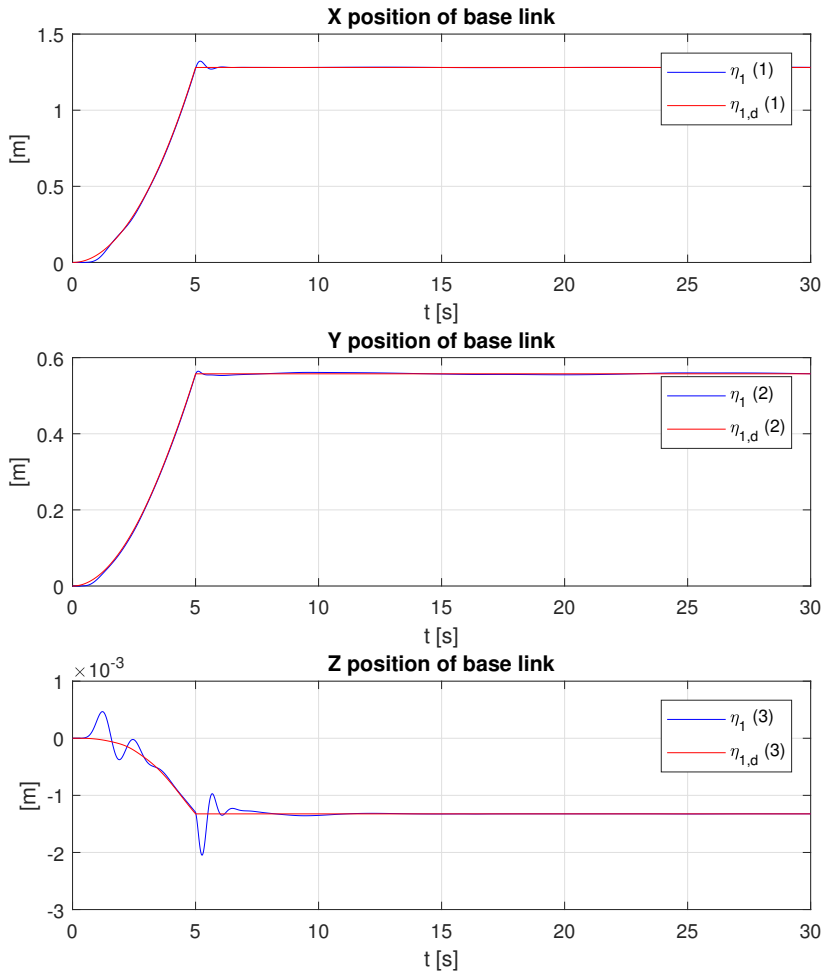 X position of base link
1.5
1
0.5
0
[m]
η1 (1)
η1,d (1)
0 5 10 15 20 25 30
t [s]
Y position of base link
0.6
0.4
0.2
0
[m]
η1 (2)
η1,d (2)
0 5 10 15 20 25 30
t [s]
Z position of base link
×10-3
1
0
-1
-2
-3
[m]
η1 (3)
η1,d (3)
0 5 10 15 20 25 30
t [s]